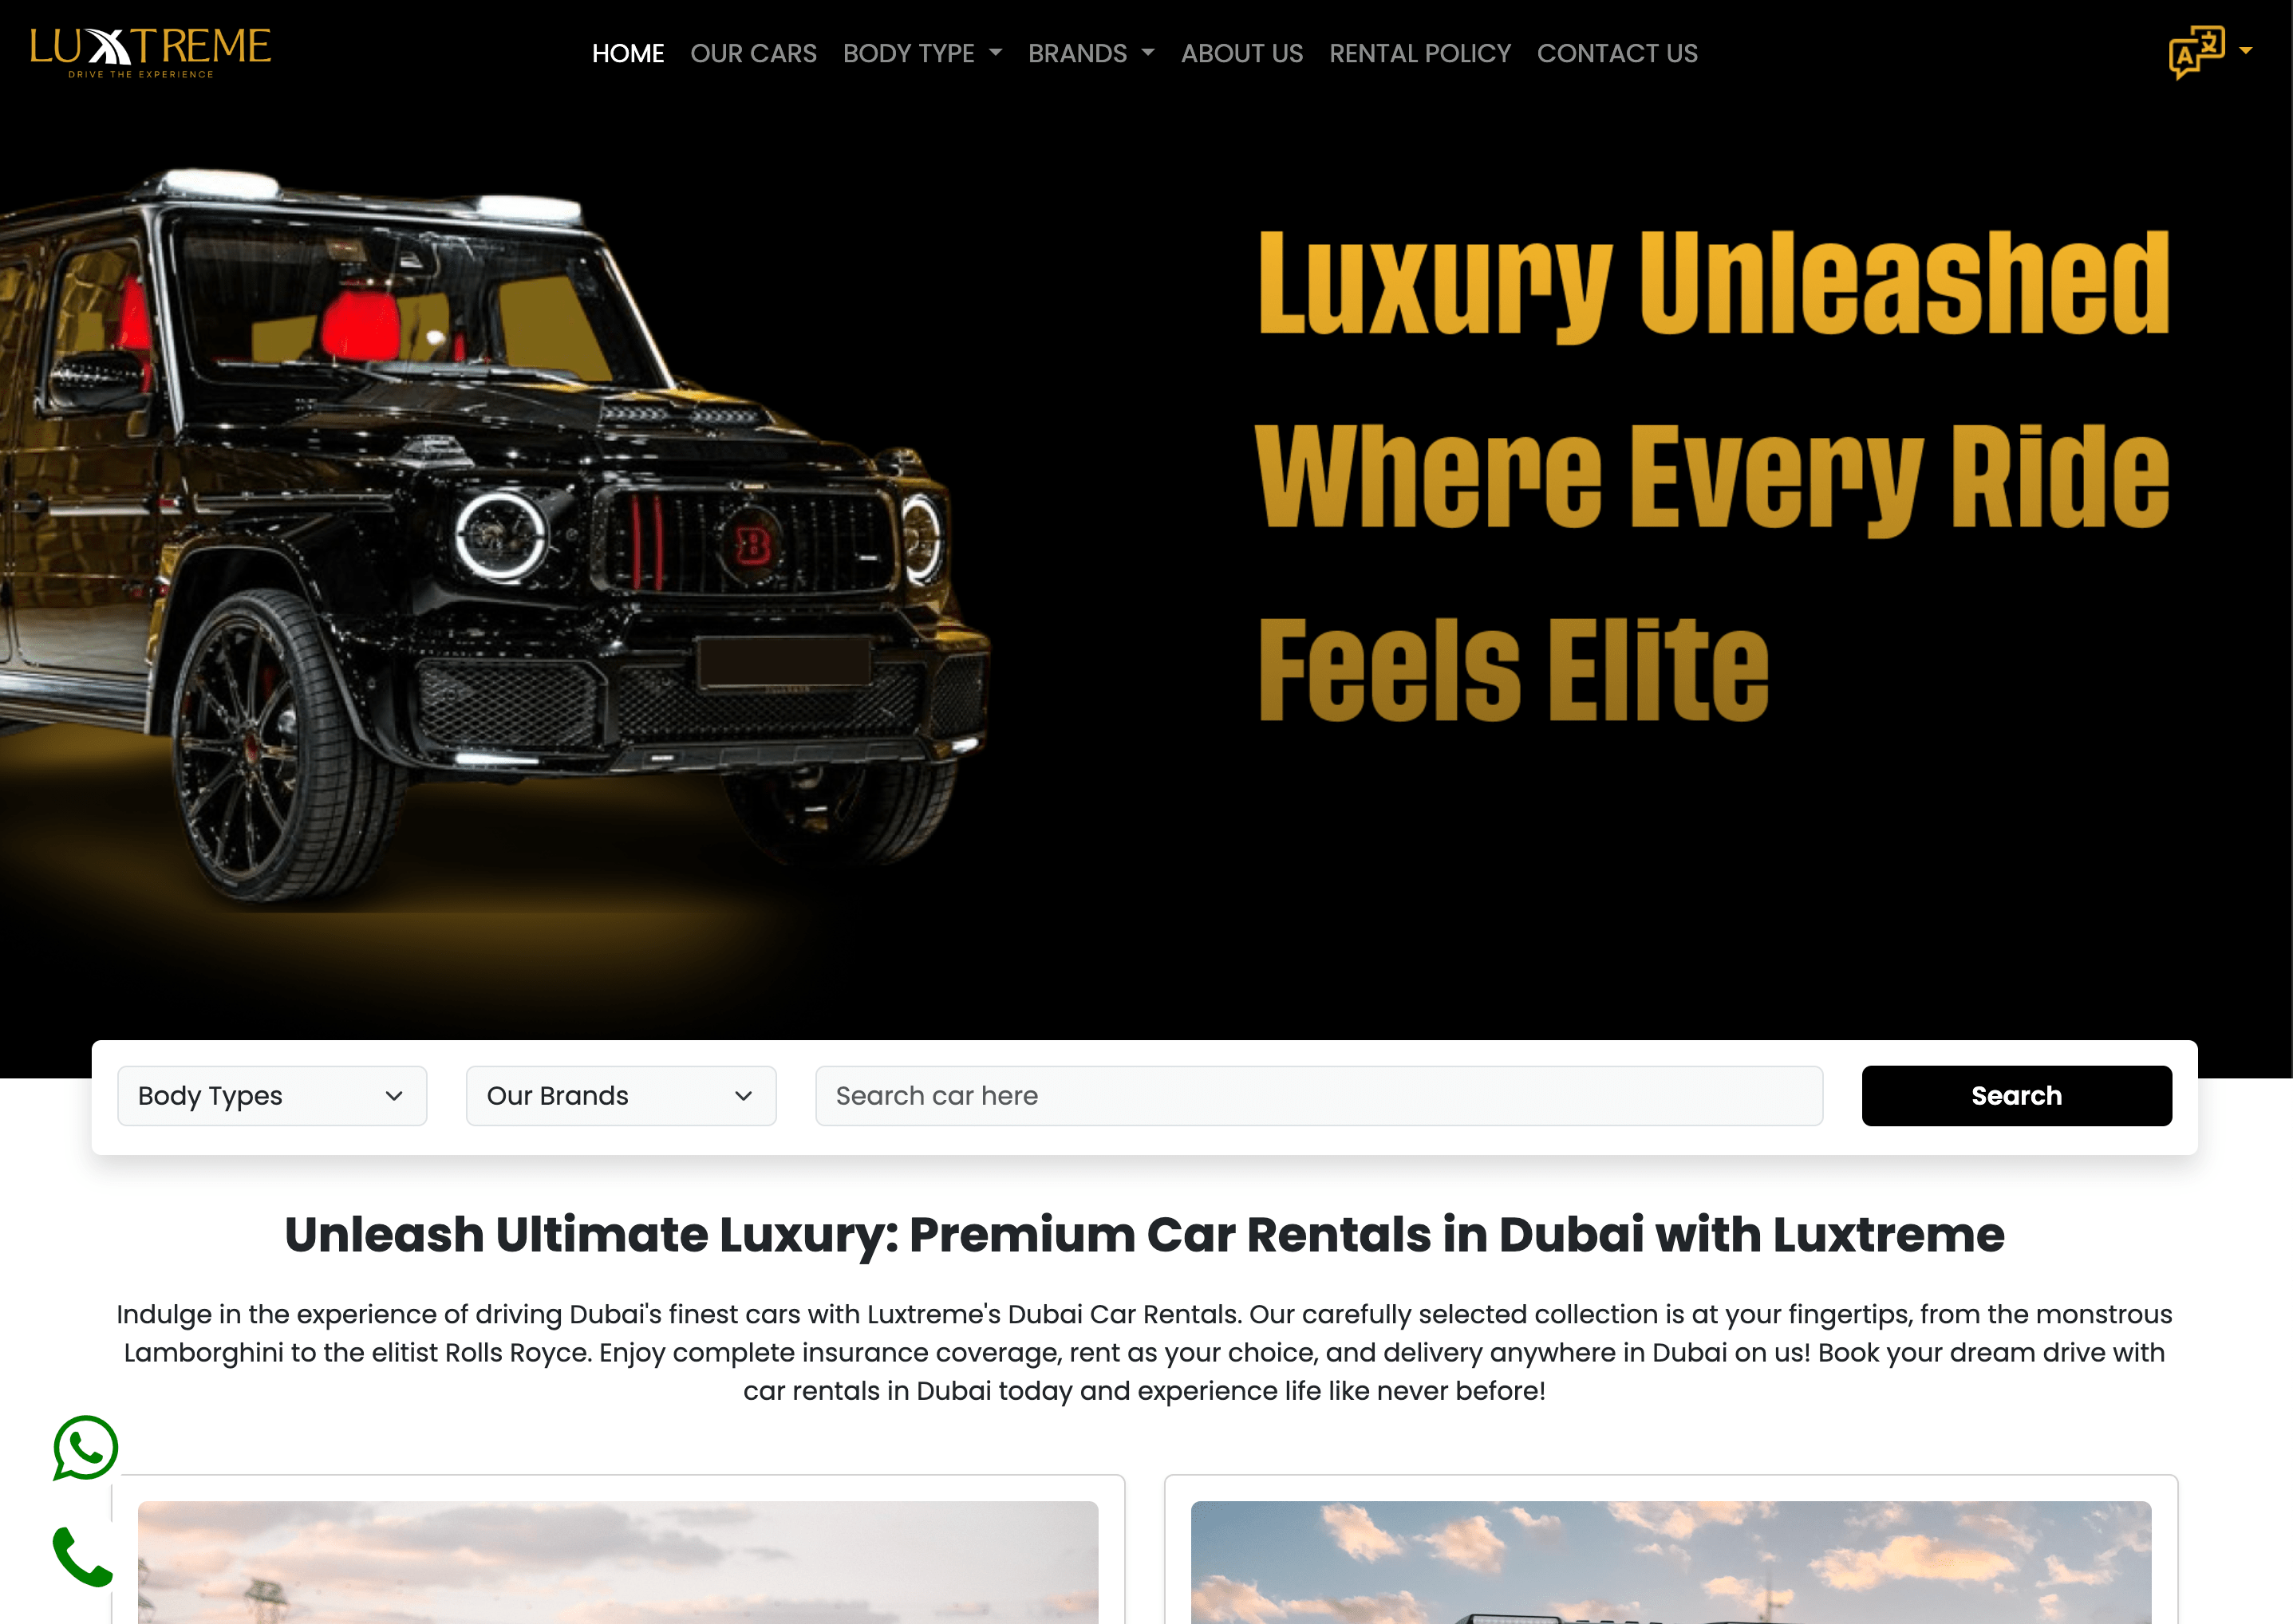 LUXTREME
DRIVE THE EXPERIENCE
HOME OUR CARS BODY TYPE BRANDS ABOUT US RENTAL POLICY CONTACT US
A 文
Luxury Unleashed
Where Every Ride
Feels Elite
B
Body Types Our Brands Search car here Search
Unleash Ultimate Luxury: Premium Car Rentals in Dubai with Luxtreme
Indulge in the experience of driving Dubai's finest cars with Luxtreme's Dubai Car Rentals. Our carefully selected collection is at your fingertips, from the monstrous
Lamborghini to the elitist Rolls Royce. Enjoy complete insurance coverage, rent as your choice, and delivery anywhere in Dubai on us! Book your dream drive with
car rentals in Dubai today and experience life like never before!